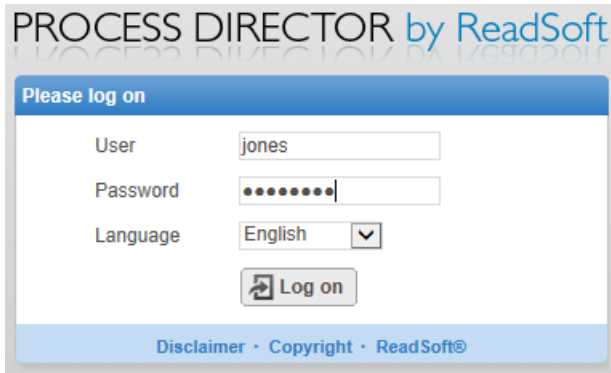 PROCESS DIRECTOR by ReadSoft
Please log on
User jones
Password ●●●●●●●●
Language English
Log on
Disclaimer · Copyright · ReadSoft®